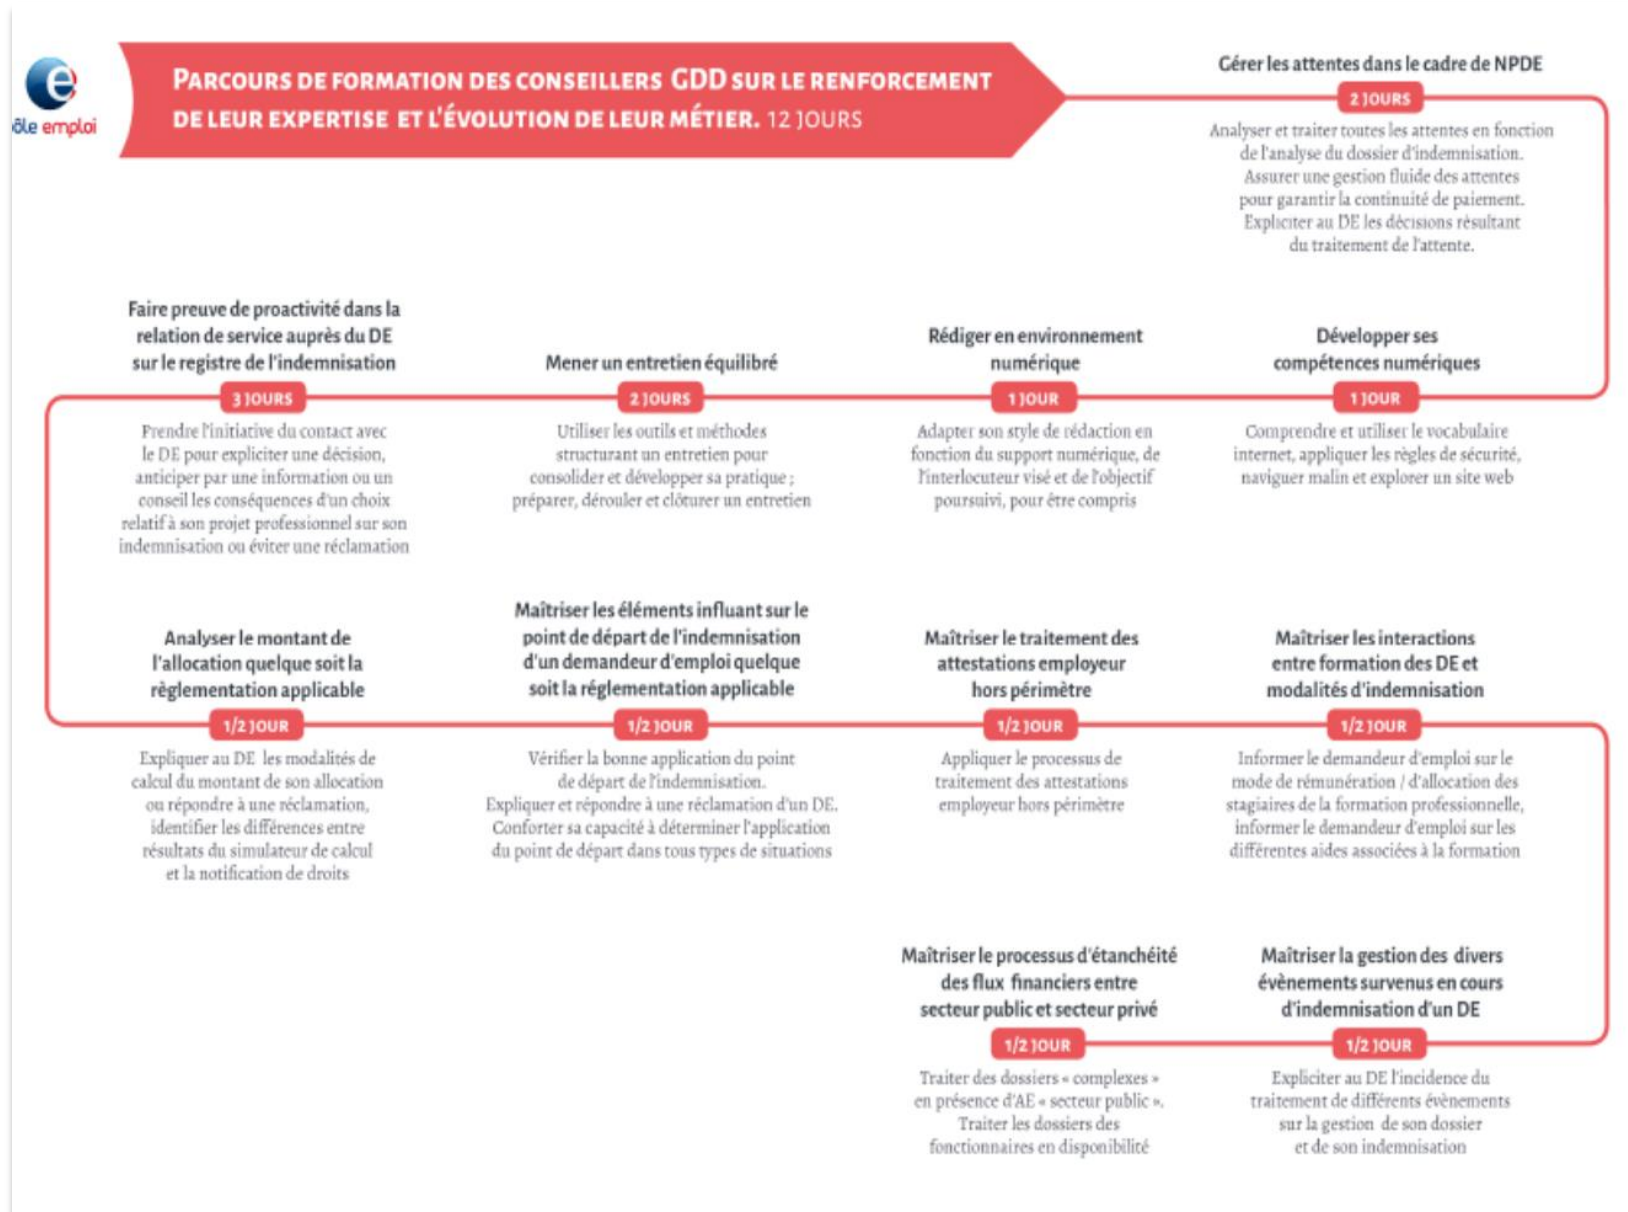 ôle emploi
PARCOURS DE FORMATION DES CONSEILLERS GDD SUR LE RENFORCEMENT
DE LEUR EXPERTISE ET L'ÉVOLUTION DE LEUR MÉTIER. 12 JOURS
Gérer les attentes dans le cadre de NPDE
2 JOURS
Analyser et traiter toutes les attentes en fonction
de l'analyse du dossier d'indemnisation.
Assurer une gestion fluide des attentes
pour garantir la continuité de paiement.
Expliciter au DE les décisions résultant
du traitement de l'attente.
Développer ses
compétences numériques
1 JOUR
Comprendre et utiliser le vocabulaire
internet, appliquer les règles de sécurité,
naviguer malin et explorer un site web
Rédiger en environnement
numérique
1 JOUR
Adapter son style de rédaction en
fonction du support numérique, de
l'interlocuteur visé et de l'objectif
poursuivi, pour être compris
Mener un entretien équilibré
2 JOURS
Utiliser les outils et méthodes
structurant un entretien pour
consolider et développer sa pratique ;
préparer, dérouler et clôturer un entretien
Faire preuve de proactivité dans la
relation de service auprès du DE
sur le registre de l'indemnisation
3 JOURS
Prendre l'initiative du contact avec
le DE pour expliciter une décision,
anticiper par une information ou un
conseil les conséquences d'un choix
relatif à son projet professionnel sur son
indemnisation ou éviter une réclamation
Analyser le montant de
l'allocation quelque soit la
règlementation applicable
1/2 JOUR
Expliquer au DE les modalités de
calcul du montant de son allocation
ou répondre à une réclamation,
identifier les différences entre
résultats du simulateur de calcul
et la notification de droits
Maîtriser les éléments influant sur le
point de départ de l'indemnisation
d'un demandeur d'emploi quelque
soit la réglementation applicable
1/2 JOUR
Vérifier la bonne application du point
de départ de l'indemnisation.
Expliquer et répondre à une réclamation d'un DE.
Conforter sa capacité à déterminer l'application
du point de départ dans tous types de situations
Maîtriser le traitement des
attestations employeur
hors périmètre
1/2 JOUR
Appliquer le processus de
traitement des attestations
employeur hors périmètre
Maîtriser les interactions
entre formation des DE et
modalités d'indemnisation
1/2 JOUR
Informer le demandeur d'emploi sur le
mode de rémunération / d'allocation des
stagiaires de la formation professionnelle,
informer le demandeur d'emploi sur les
différentes aides associées à la formation
Maîtriser la gestion des divers
évènements survenus en cours
d'indemnisation d'un DE
1/2 JOUR
Expliciter au DE l'incidence du
traitement de différents évènements
sur la gestion de son dossier
et de son indemnisation
Maîtriser le processus d'étanchéité
des flux financiers entre
secteur public et secteur privé
1/2 JOUR
Traiter des dossiers « complexes »
en présence d'AE « secteur public ».
Traiter les dossiers des
fonctionnaires en disponibilité